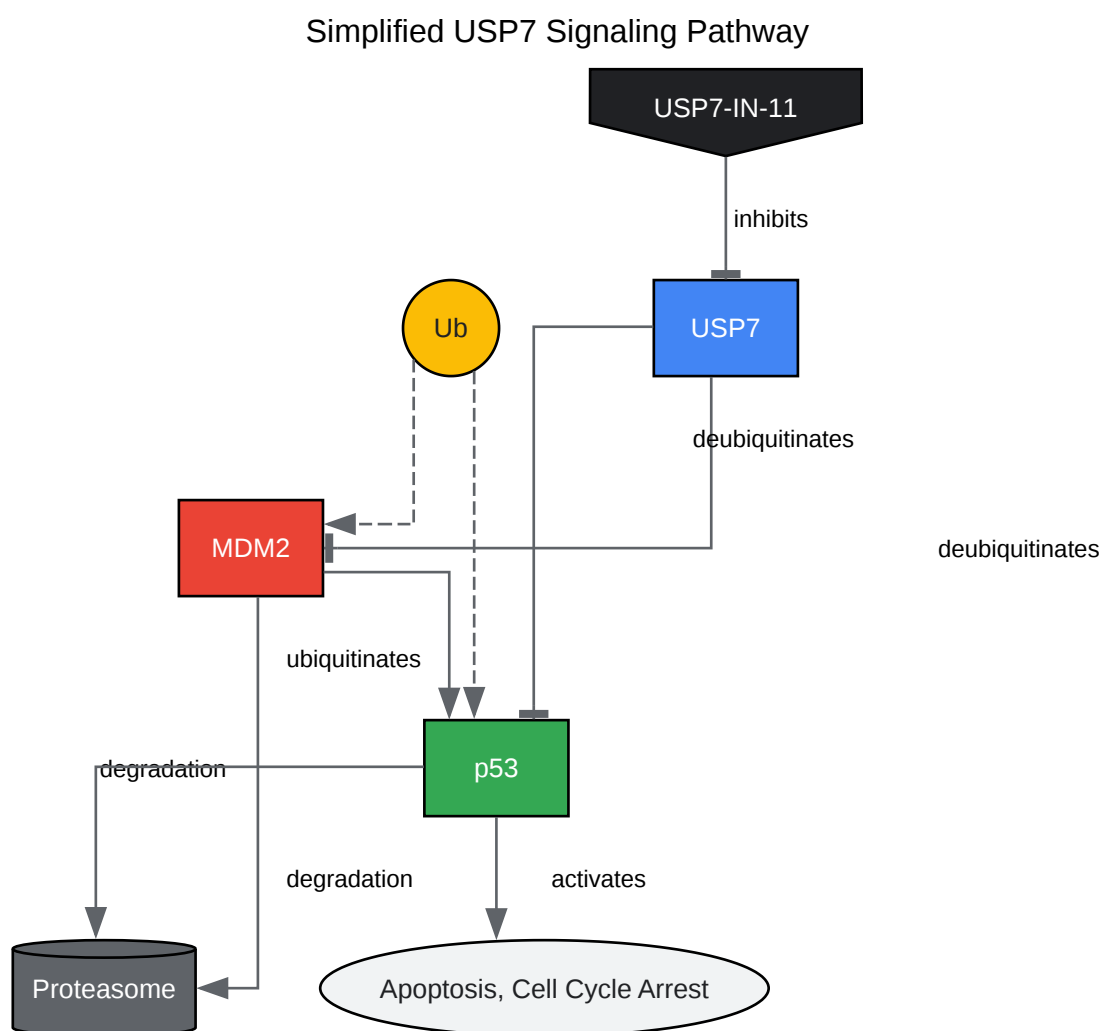 Simplified USP7 Signaling Pathway
USP7-IN-11
inhibits
Ub
USP7
deubiquitinates
MDM2
deubiquitinates
ubiquitinates
p53
degradation
degradation
activates
Proteasome
Apoptosis, Cell Cycle Arrest